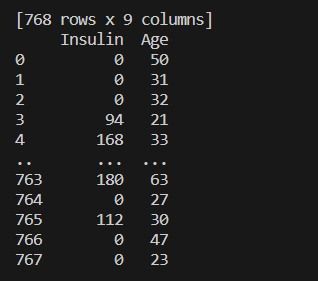 [768 rows x 9 columns]
Insulin Age
0 0 50
1 0 31
2 0 32
3 94 21
4 168 33
.. ... ...
763 180 63
764 0 27
765 112 30
766 0 47
767 0 23